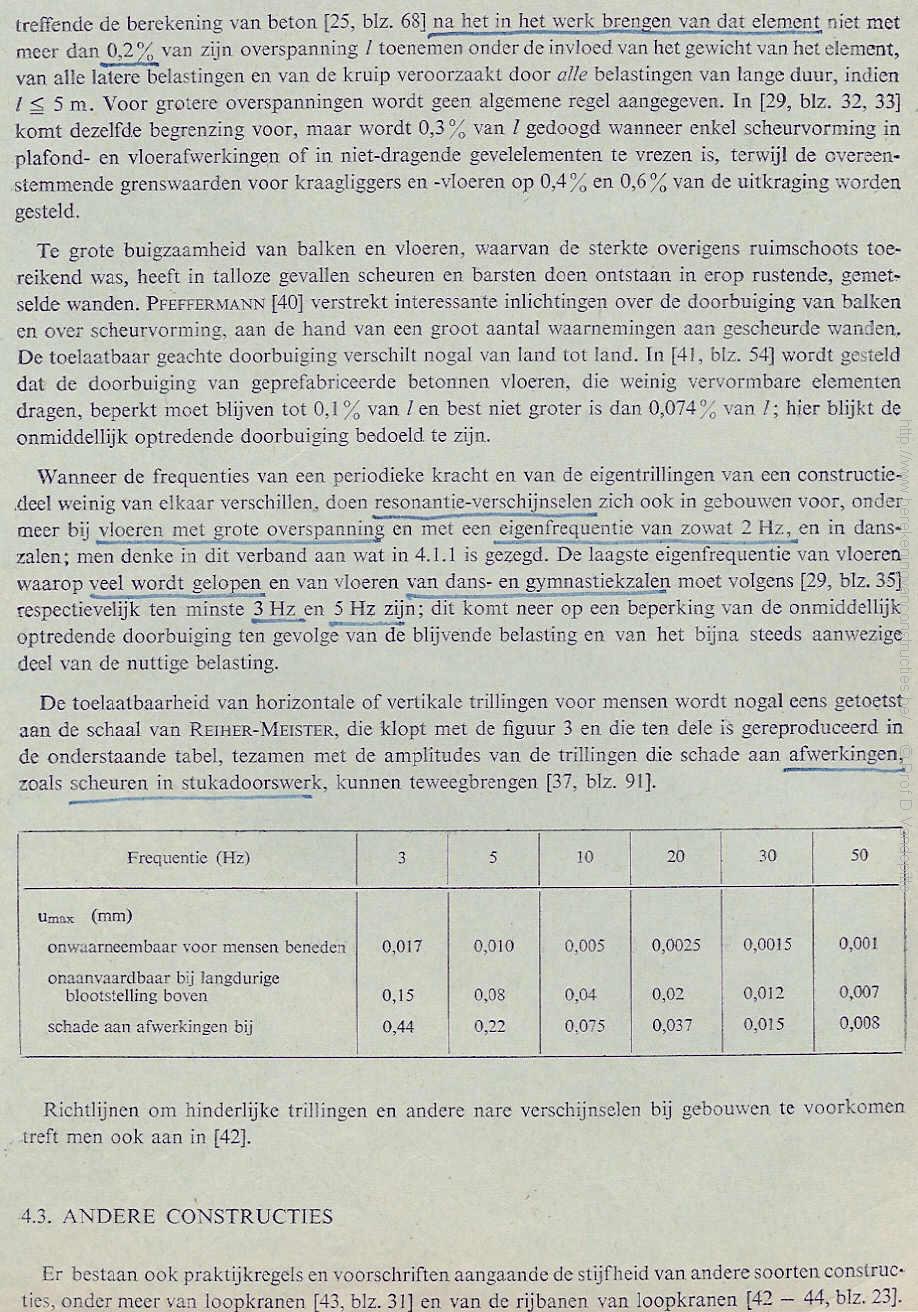 treffende de berekening van beton [25, blz. 68] na het in het werk brengen van dat element niet met
meer dan 0,2% van zijn overspanning l toenemen onder de invloed van het gewicht van het element,
van alle latere belastingen en van de kruip veroorzaakt door alle belastingen van lange duur, indien
l ≤ 5 m. Voor grotere overspanningen wordt geen algemene regel aangegeven. In [29, blz. 32, 33]
komt dezelfde begrenzing voor, maar wordt 0,3% van l gedoogd wanneer enkel scheurvorming in
plafond- en vloerafwerkingen of in niet-dragende gevelelementen te vrezen is, terwijl de overeen-
stemmende grenswaarden voor kraagliggers en -vloeren op 0,4% en 0,6% van de uitkraging worden
gesteld.
Te grote buigzaamheid van balken en vloeren, waarvan de sterkte overigens ruimschoots toe-
reikend was, heeft in talloze gevallen scheuren en barsten doen ontstaan in erop rustende, gemet-
selde wanden. PFEFFERMANN [40] verstrekt interessante inlichtingen over de doorbuiging van balken
en over scheurvorming, aan de hand van een groot aantal waarnemingen aan gescheurde wanden.
De toelaatbaar geachte doorbuiging verschilt nogal van land tot land. In [41, blz. 54] wordt gesteld
dat de doorbuiging van geprefabriceerde betonnen vloeren, die weinig vervormbare elementen
dragen, beperkt moet blijven tot 0,1% van l en best niet groter is dan 0,074% van l; hier blijkt de
onmiddellijk optredende doorbuiging bedoeld te zijn.
Wanneer de frequenties van een periodieke kracht en van de eigentrillingen van een constructie-
deel weinig van elkaar verschillen, doen resonantie-verschijnselen zich ook in gebouwen voor, onder
meer bij vloeren met grote overspanning en met een eigenfrequentie van zowat 2 Hz., en in dans-
zalen; men denke in dit verband aan wat in 4.1.1 is gezegd. De laagste eigenfrequentie van vloeren
waarop veel wordt gelopen en van vloeren van dans- en gymnastiekzalen moet volgens [29, blz. 35]
respectievelijk ten minste 3 Hz en 5 Hz zijn; dit komt neer op een beperking van de onmiddellijk
optredende doorbuiging ten gevolge van de blijvende belasting en van het bijna steeds aanwezige
deel van de nuttige belasting.
De toelaatbaarheid van horizontale of vertikale trillingen voor mensen wordt nogal eens getoetst
aan de schaal van REIHER-MEISTER, die klopt met de figuur 3 en die ten dele is gereproduceerd in
de onderstaande tabel, tezamen met de amplitudes van de trillingen die schade aan afwerkingen,
zoals scheuren in stukadoorswerk, kunnen teweegbrengen [37, blz. 91].
Frequentie (Hz) 3 5 10 20 30 50
umax (mm)
onwaarneembaar voor mensen beneden 0,017 0,010 0,005 0,0025 0,0015 0,001
onaanvaardbaar bij langdurige
blootstelling boven 0,15 0,08 0,04 0,02 0,012 0,007
schade aan afwerkingen bij 0,44 0,22 0,075 0,037 0,015 0,008
Richtlijnen om hinderlijke trillingen en andere nare verschijnselen bij gebouwen te voorkomen
treft men ook aan in [42].
4.3. ANDERE CONSTRUCTIES
Er bestaan ook praktijkregels en voorschriften aangaande de stijfheid van andere soorten construc-
ties, onder meer van loopkranen [43, blz. 31] en van de rijbanen van loopkranen [42 — 44, blz. 23].